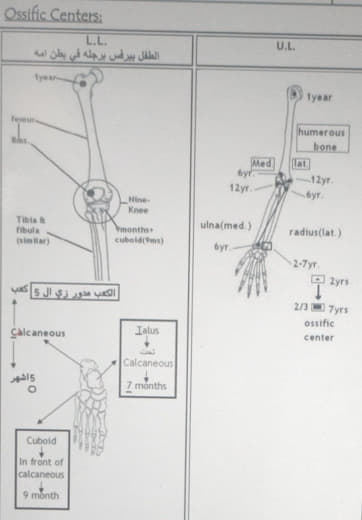 Ossific Centers:
L.L.
الطفل بيرفس برجله في بطن امه
1year
femur
8ms.
Nine-
Knee
9months+
cuboid(9ms)
Tibia &
fibula
(similar)
الكعب مدور زي ال 5
كعب
Calcaneous
5اشهر
O
Talus
تحت
Calcaneous
7 months
Cuboid
In front of
calcaneous
9 month
U.L.
1year
humerous
bone
Med.
lat.
6yr.
12yr.
12yr.
6yr.
ulna(med.)
radius(lat.)
6yr.
2-7yr.
2yrs
2/3
7yrs
ossific
center